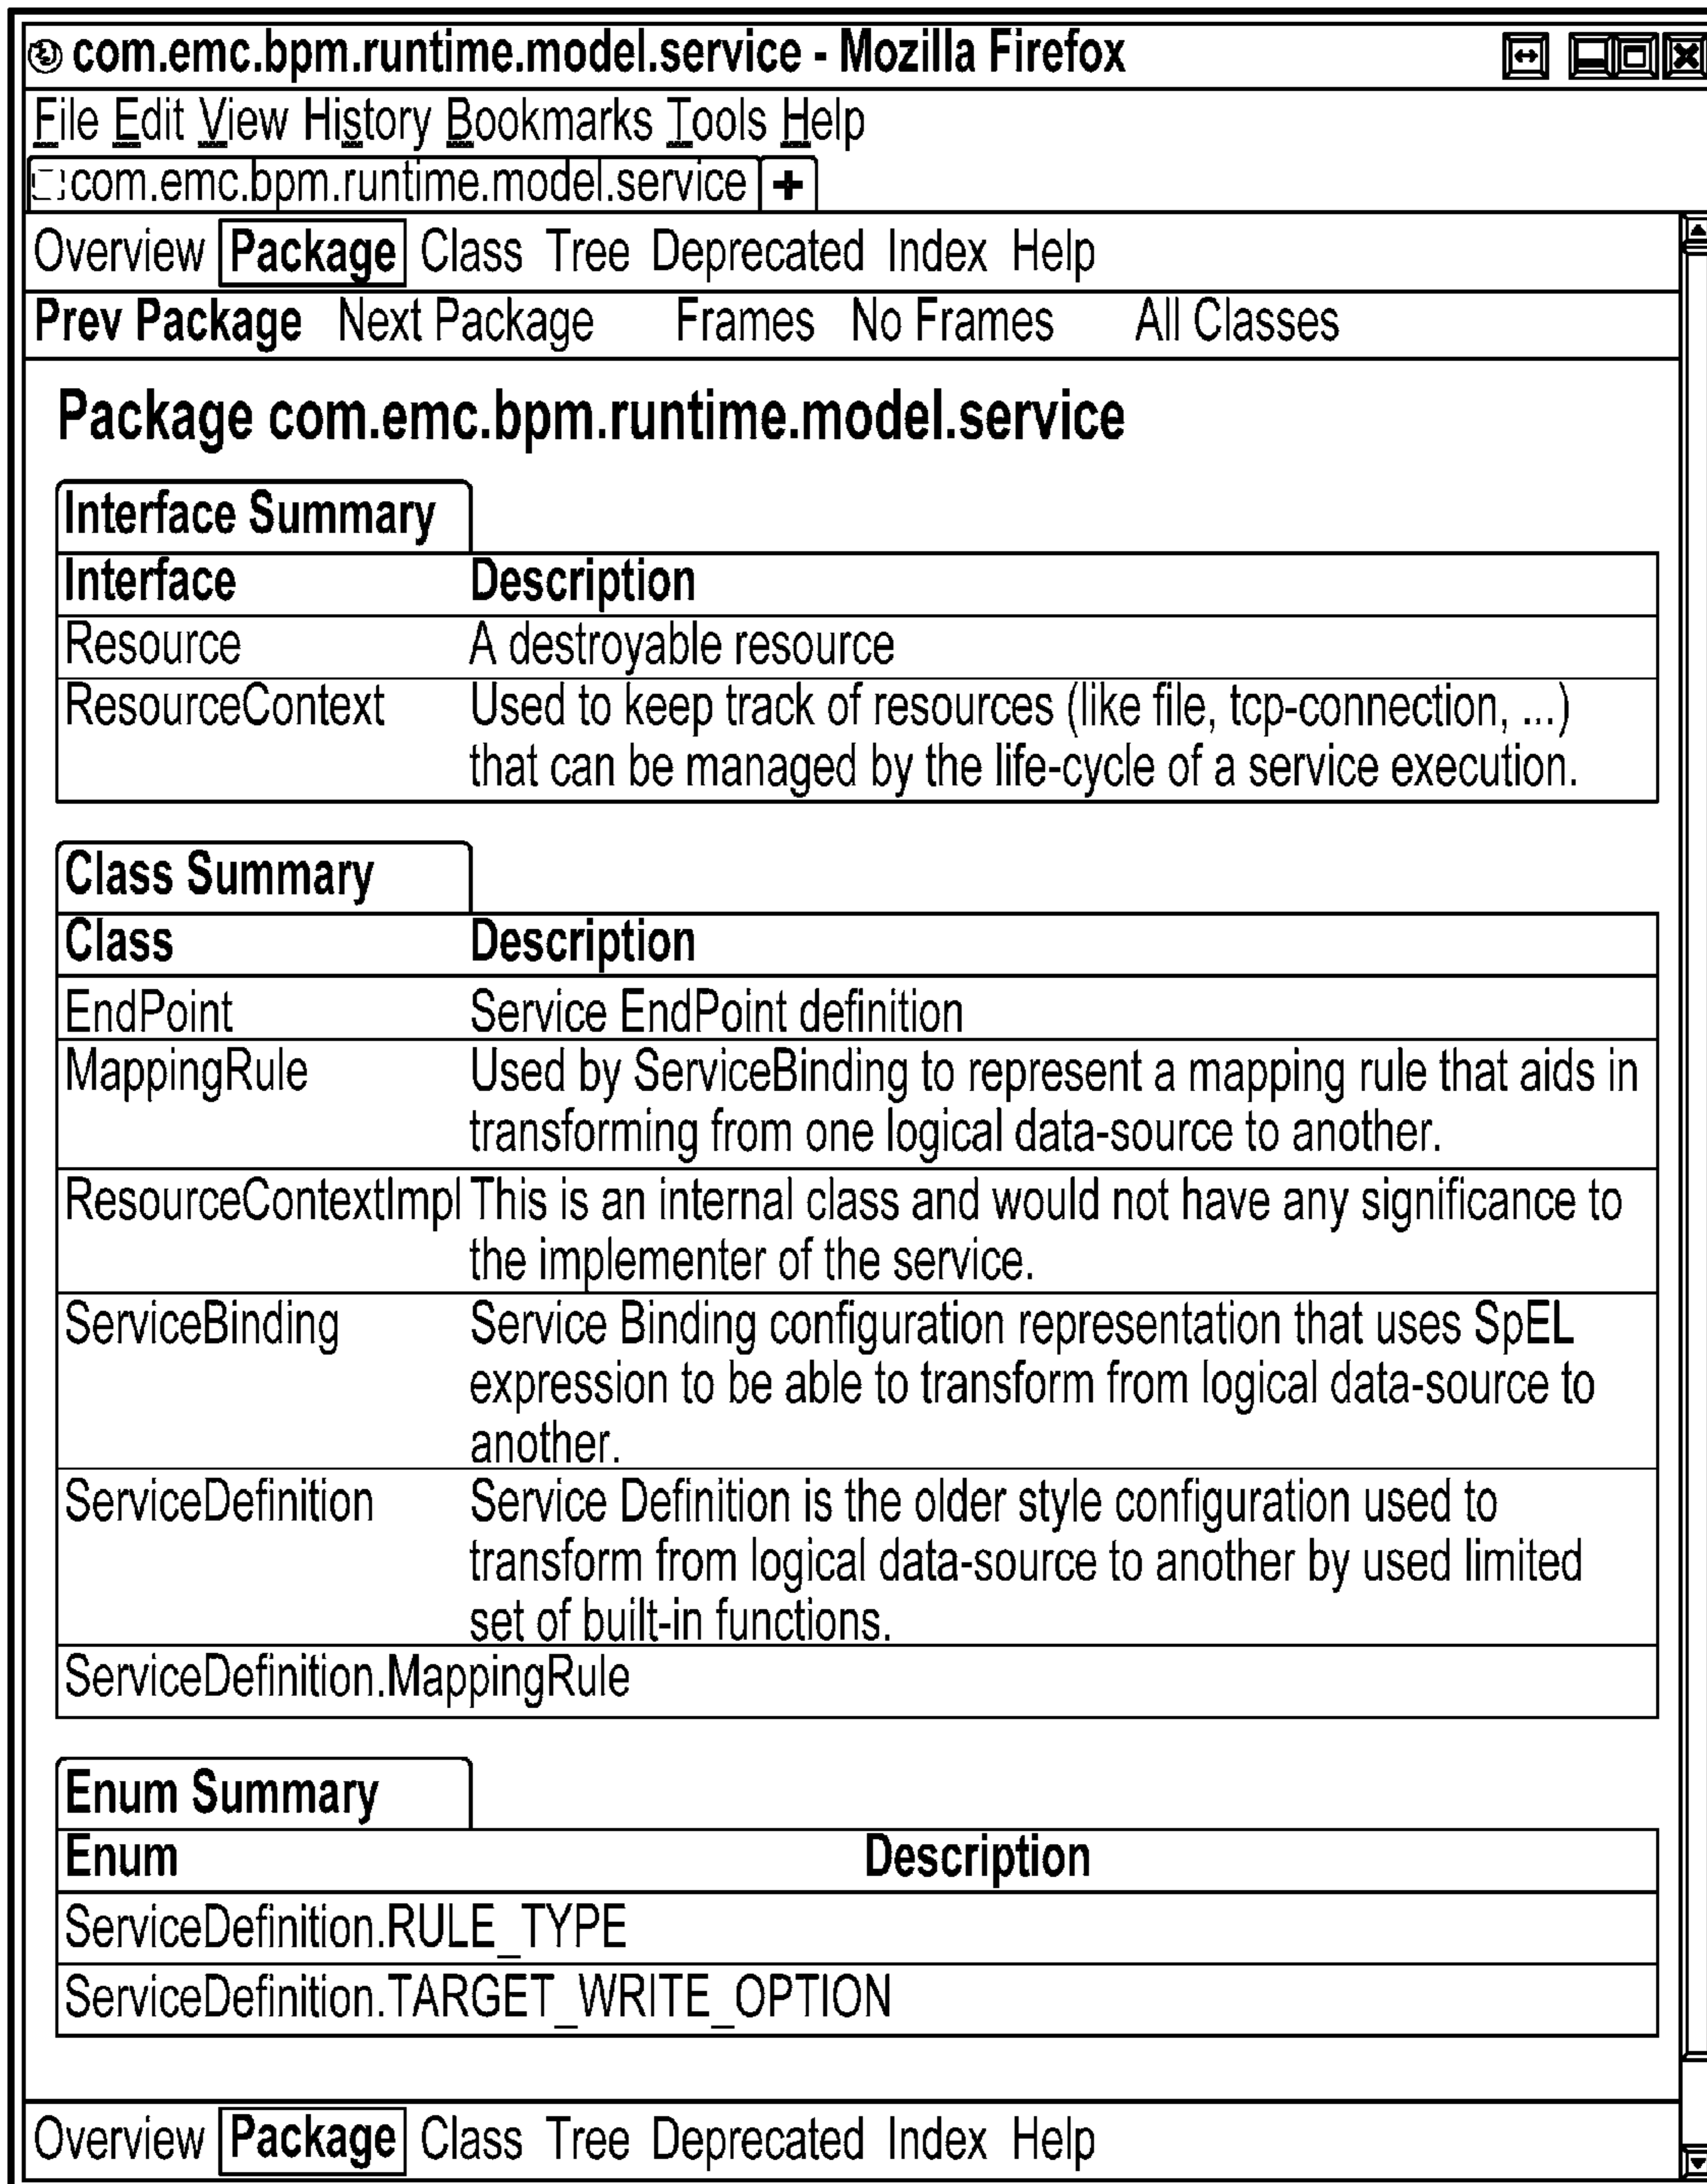 com.emc.bpm.runtime.model.service - Mozilla Firefox
File Edit View History Bookmarks Tools Help
com.emc.bpm.runtime.model.service +
Overview Package Class Tree Deprecated Index Help
Prev Package Next Package Frames No Frames All Classes
Package com.emc.bpm.runtime.model.service
Interface Summary
Interface Description
Resource A destroyable resource
ResourceContext Used to keep track of resources (like file, tcp-connection, ...)
that can be managed by the life-cycle of a service execution.
Class Summary
Class Description
EndPoint Service EndPoint definition
MappingRule Used by ServiceBinding to represent a mapping rule that aids in
transforming from one logical data-source to another.
ResourceContextImpl This is an internal class and would not have any significance to
the implementer of the service.
ServiceBinding Service Binding configuration representation that uses SpEL
expression to be able to transform from logical data-source to
another.
ServiceDefinition Service Definition is the older style configuration used to
transform from logical data-source to another by used limited
set of built-in functions.
ServiceDefinition.MappingRule
Enum Summary
Enum Description
ServiceDefinition.RULE_TYPE
ServiceDefinition.TARGET_WRITE_OPTION
Overview Package Class Tree Deprecated Index Help